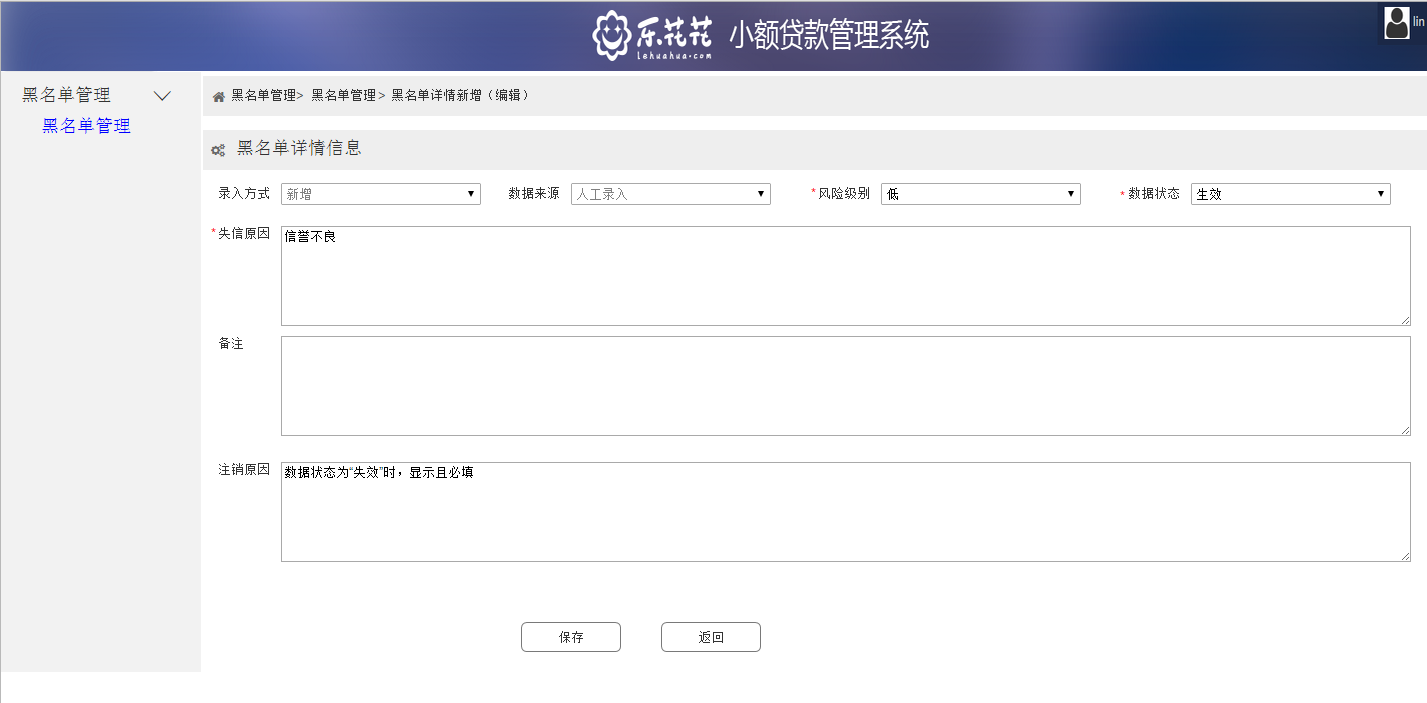 乐花花 小额贷款管理系统
lehuahua.com
lin
黑名单管理
黑名单管理
黑名单管理> 黑名单管理> 黑名单详情新增（编辑）
黑名单详情信息
录入方式 新增 数据来源 人工录入 *风险级别 低 *数据状态 生效
*失信原因 信誉不良
备注
注销原因 数据状态为“失效”时，显示且必填
保存 返回